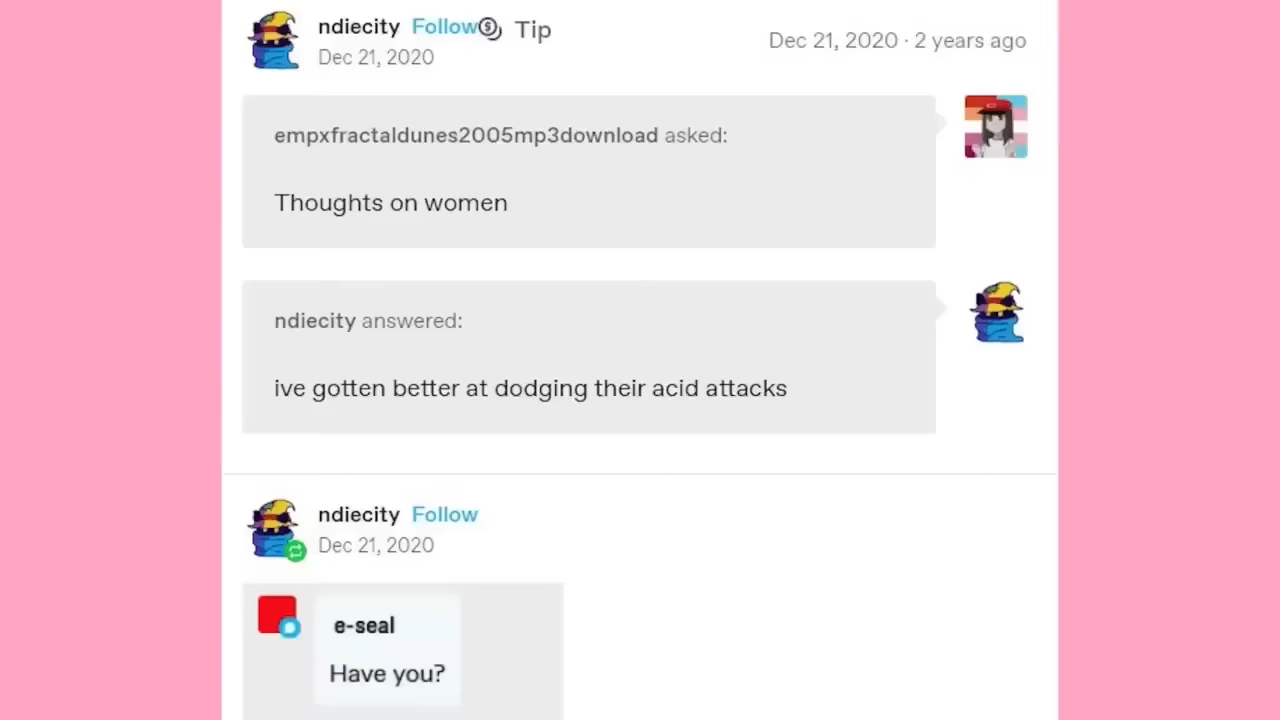 ndiecity Follow Tip
Dec 21, 2020
Dec 21, 2020 · 2 years ago
empxfractaldunes2005mp3download asked:
Thoughts on women
ndiecity answered:
ive gotten better at dodging their acid attacks
ndiecity Follow
Dec 21, 2020
e-seal
Have you?